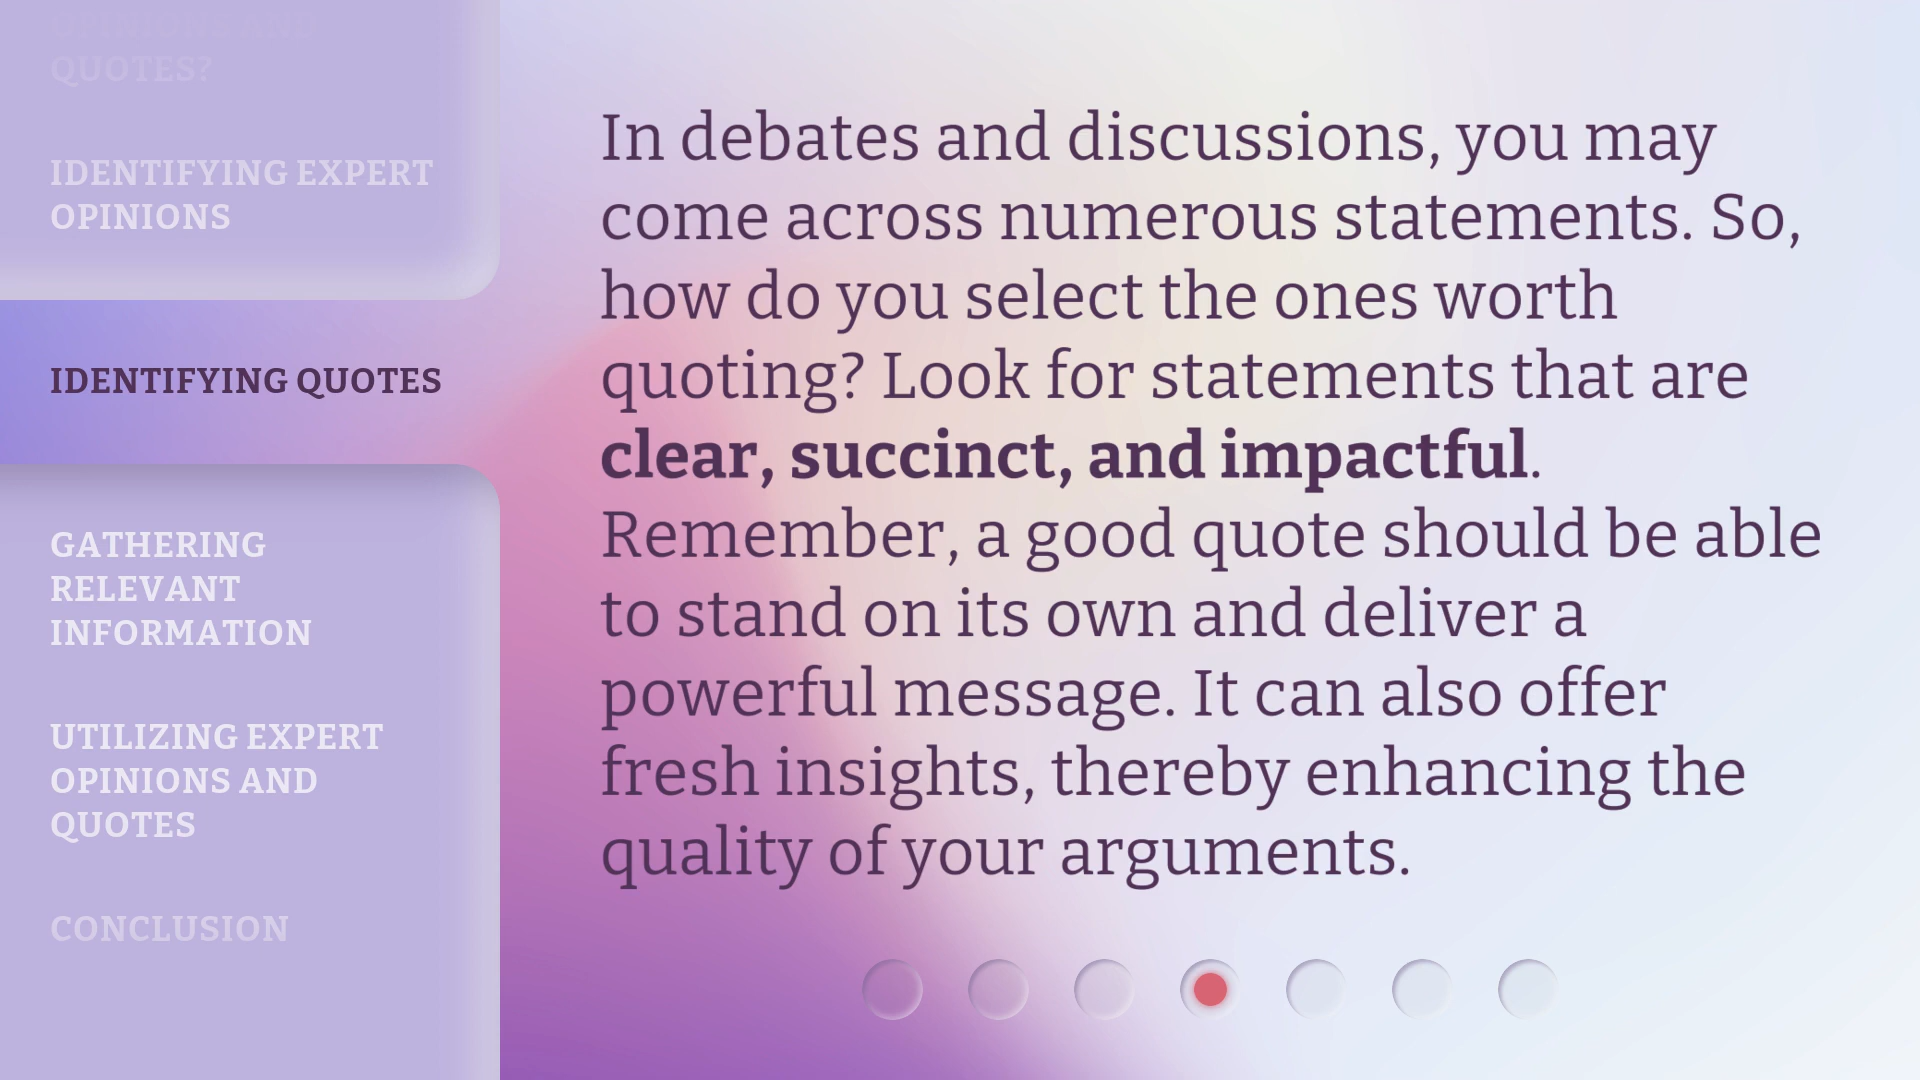 OPINIONS AND
QUOTES?
IDENTIFYING EXPERT
OPINIONS
IDENTIFYING QUOTES
GATHERING
RELEVANT
INFORMATION
UTILIZING EXPERT
OPINIONS AND
QUOTES
CONCLUSION
In debates and discussions, you may
come across numerous statements. So,
how do you select the ones worth
quoting? Look for statements that are
clear, succinct, and impactful.
Remember, a good quote should be able
to stand on its own and deliver a
powerful message. It can also offer
fresh insights, thereby enhancing the
quality of your arguments.